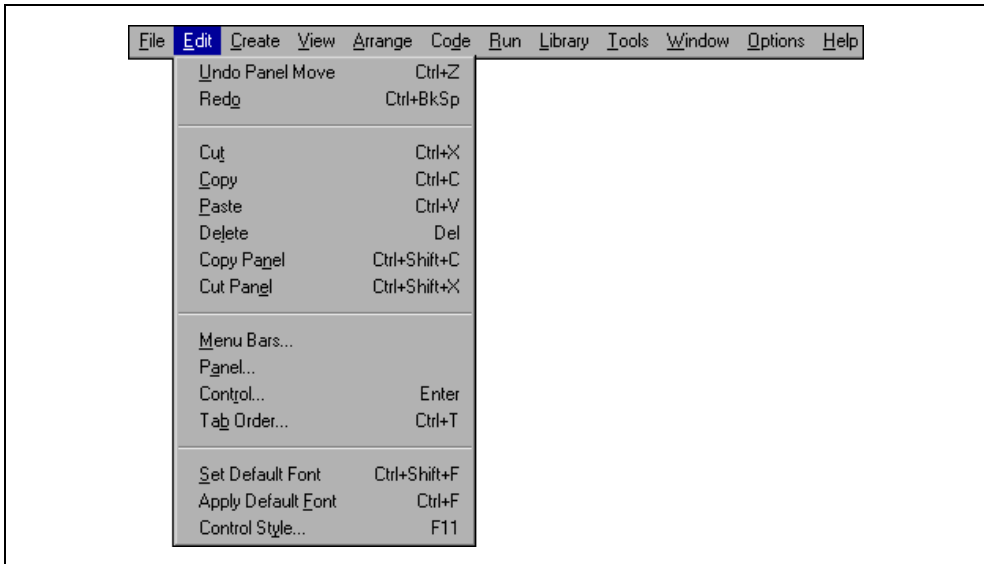 File Edit Create View Arrange Code Run Library Tools Window Options Help
Undo Panel Move Ctrl+Z
Redo Ctrl+BkSp
Cut Ctrl+X
Copy Ctrl+C
Paste Ctrl+V
Delete Del
Copy Panel Ctrl+Shift+C
Cut Panel Ctrl+Shift+X
Menu Bars...
Panel...
Control... Enter
Tab Order... Ctrl+T
Set Default Font Ctrl+Shift+F
Apply Default Font Ctrl+F
Control Style... F11